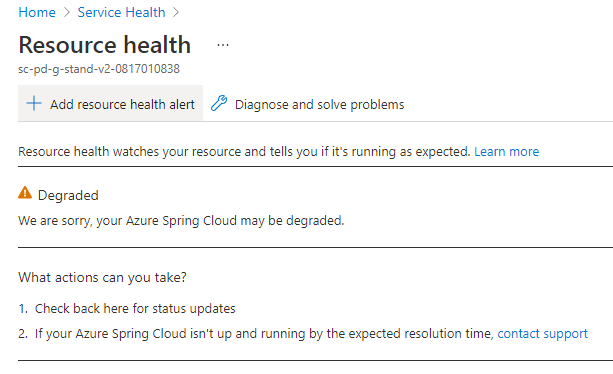 Home > Service Health >
Resource health ...
sc-pd-g-stand-v2-0817010838
+ Add resource health alert Diagnose and solve problems
Resource health watches your resource and tells you if it's running as expected. Learn more
Degraded
We are sorry, your Azure Spring Cloud may be degraded.
What actions can you take?
1. Check back here for status updates
2. If your Azure Spring Cloud isn't up and running by the expected resolution time, contact support